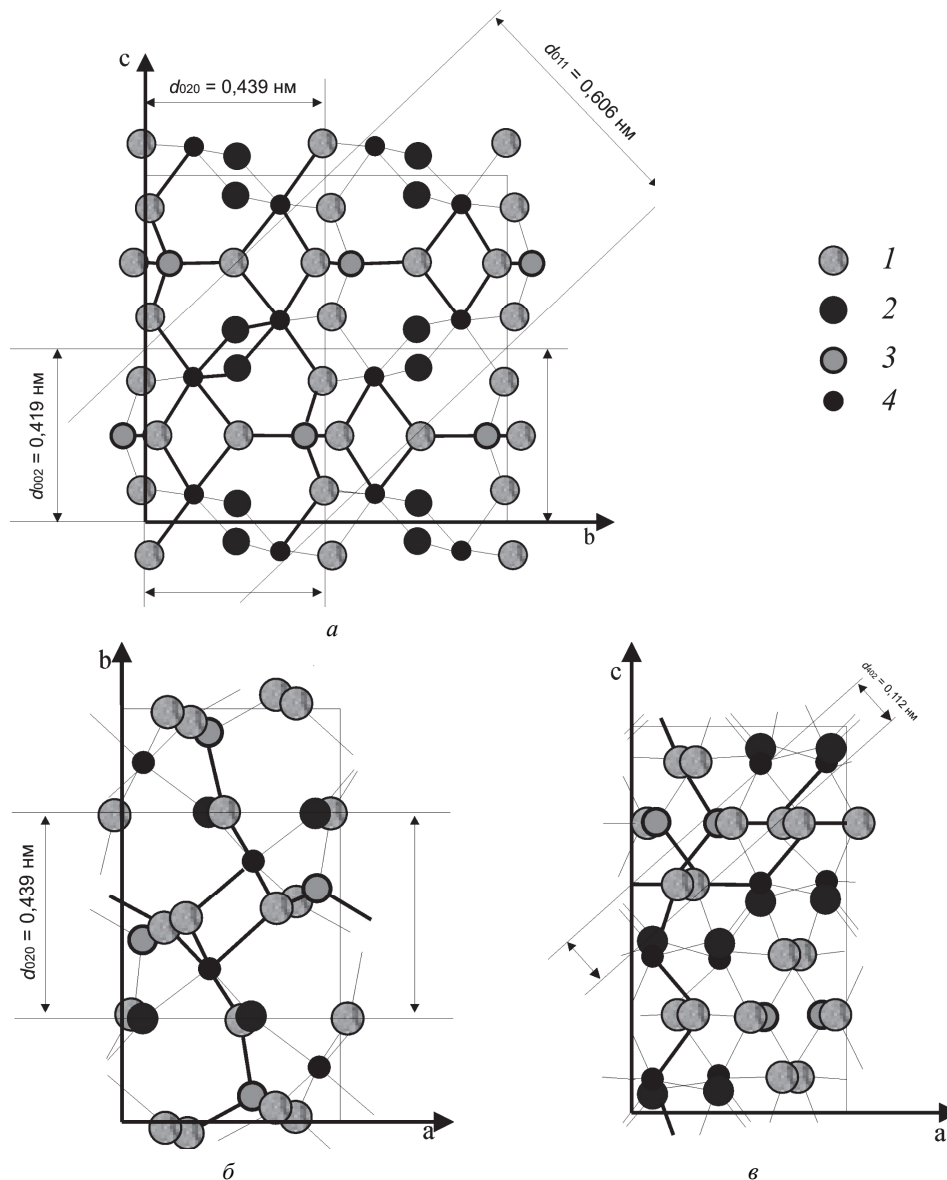 c
d020 = 0,439 нм
d011 = 0,606 нм
1
2
3
4
d002 = 0,419 нм
b
а
b
d020 = 0,439 нм
a
б
c
d402 = 0,112 нм
a
в